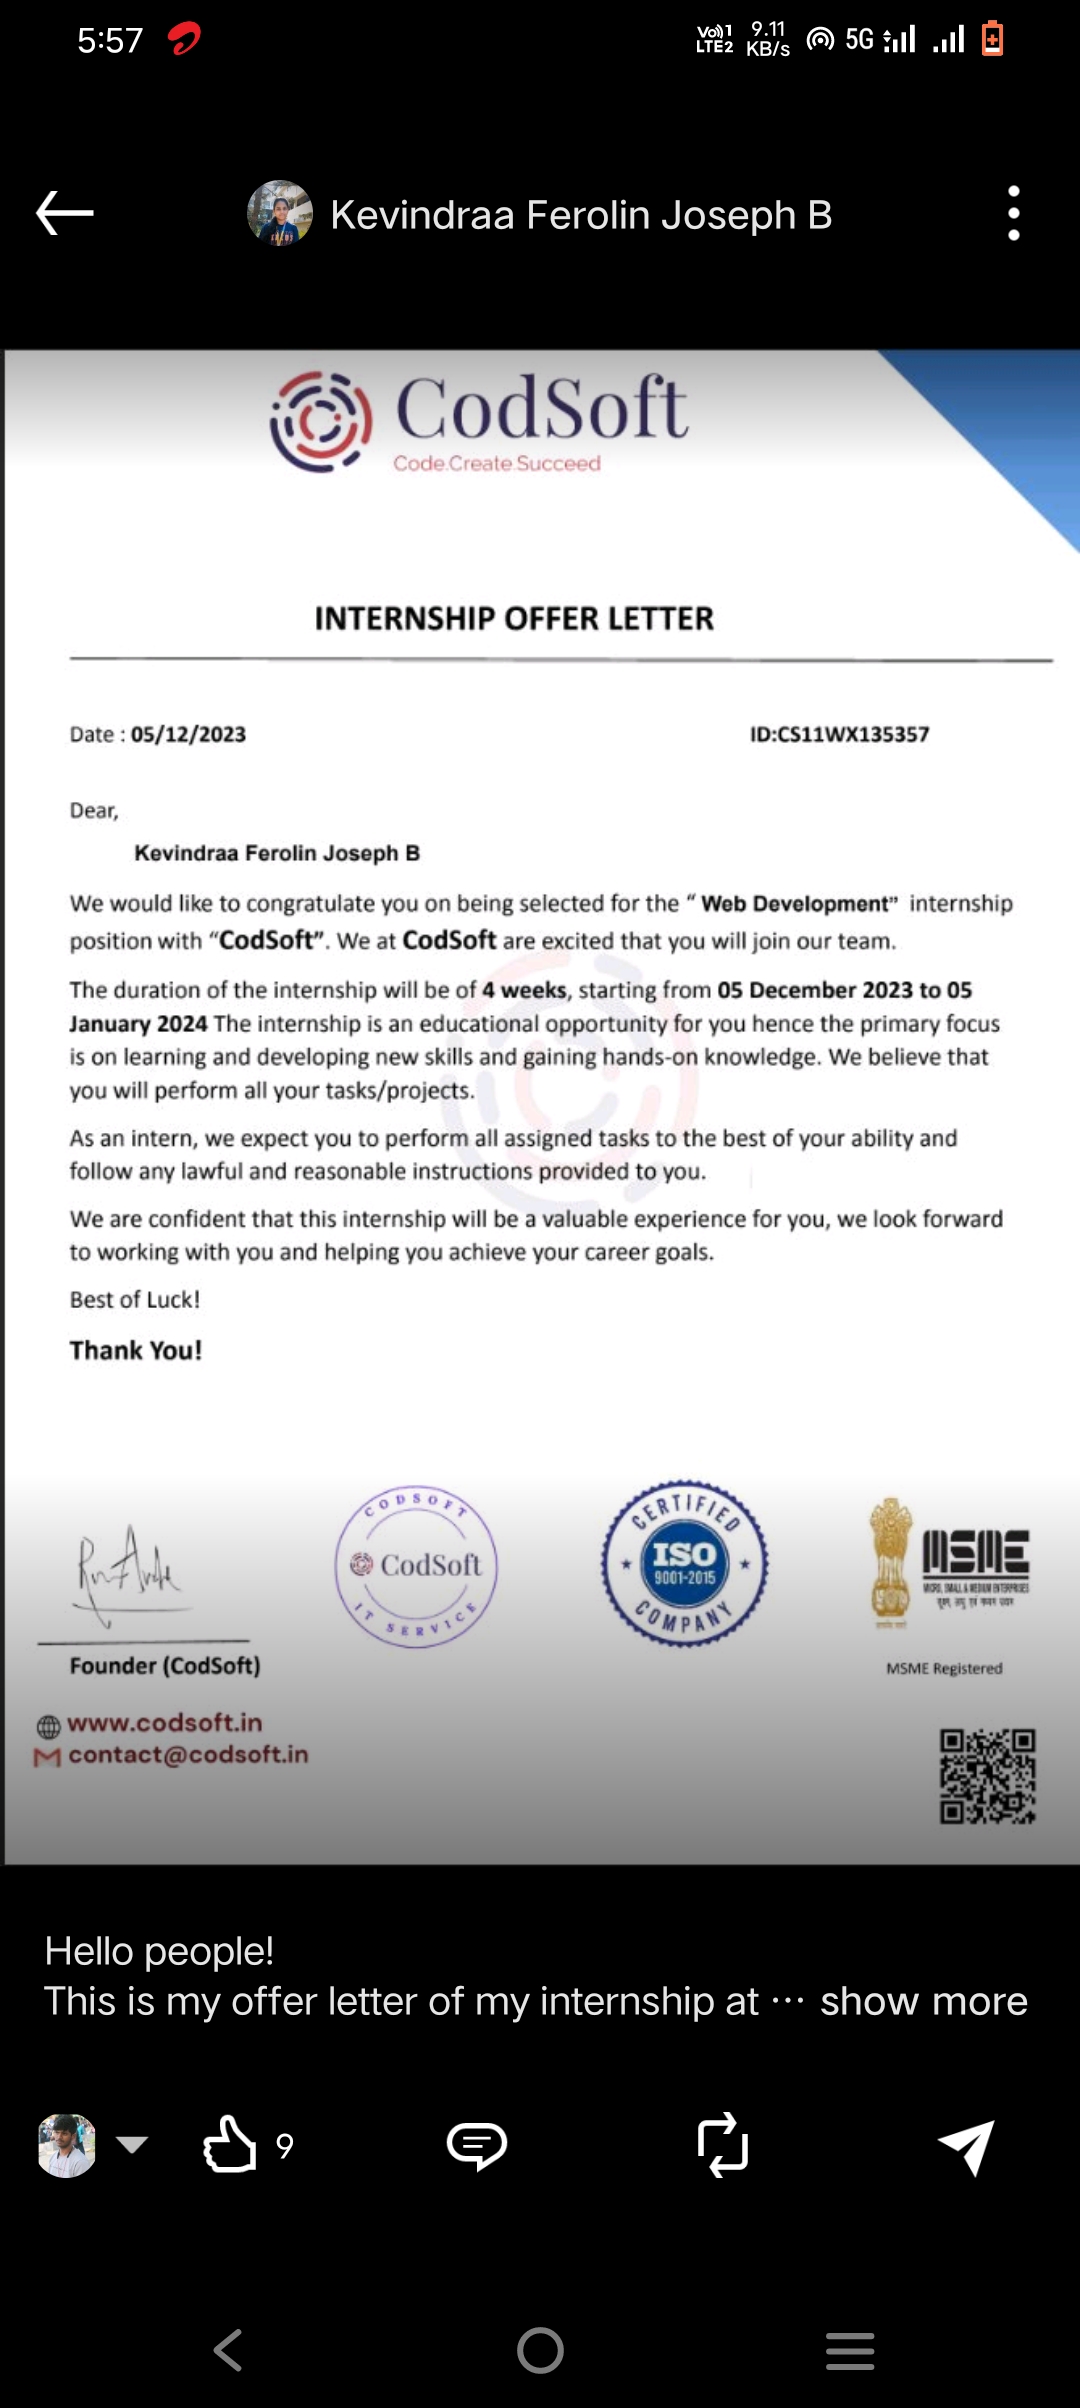 5:57
Vo))1 LTE2 9.11 KB/s 5G
Kevindraa Ferolin Joseph B
CodSoft
Code.Create.Succeed
INTERNSHIP OFFER LETTER
Date : 05/12/2023 ID:CS11WX135357
Dear,
Kevindraa Ferolin Joseph B
We would like to congratulate you on being selected for the “ Web Development” internship
position with “CodSoft”. We at CodSoft are excited that you will join our team.
The duration of the internship will be of 4 weeks, starting from 05 December 2023 to 05
January 2024 The internship is an educational opportunity for you hence the primary focus
is on learning and developing new skills and gaining hands-on knowledge. We believe that
you will perform all your tasks/projects.
As an intern, we expect you to perform all assigned tasks to the best of your ability and
follow any lawful and reasonable instructions provided to you.
We are confident that this internship will be a valuable experience for you, we look forward
to working with you and helping you achieve your career goals.
Best of Luck!
Thank You!
CODSOFT
CodSoft
IT SERVICE
CERTIFIED
ISO
9001-2015
COMPANY
MSME
MICRO, SMALL & MEDIUM ENTERPRISES
Founder (CodSoft)
MSME Registered
www.codsoft.in
contact@codsoft.in
Hello people!
This is my offer letter of my internship at ··· show more
9